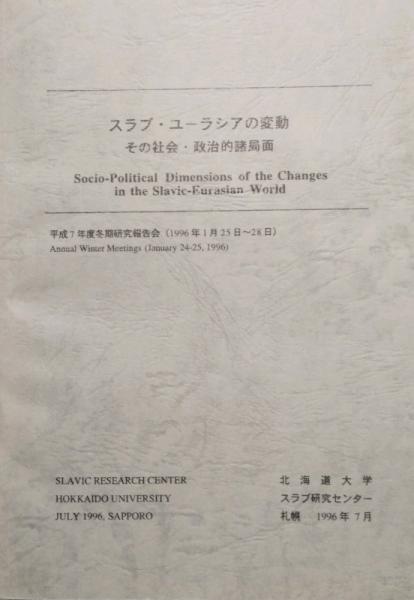 スラブ・ユーラシアの変動
その社会・政治的諸局面
Socio-Political Dimensions of the Changes
in the Slavic-Eurasian World
平成7年度冬期研究報告会（1996年1月25日～28日）
Annual Winter Meetings (January 24-25, 1996)
SLAVIC RESEARCH CENTER
HOKKAIDO UNIVERSITY
JULY 1996, SAPPORO
北海道大学
スラブ研究センター
札幌 1996年7月